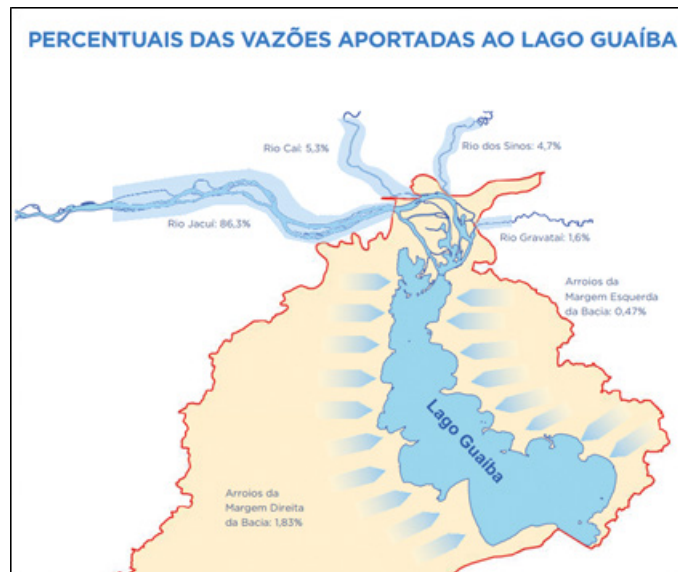 PERCENTUAIS DAS VAZÕES APORTADAS AO LAGO GUAÍBA
Rio Caí: 5,3%
Rio dos Sinos: 4,7%
Rio Jacuí: 86,3%
Rio Gravataí: 1,6%
Arroios da
Margem Esquerda
da Bacia: 0,47%
Lago Guaíba
Arroios da
Margem Direita
da Bacia: 1,83%